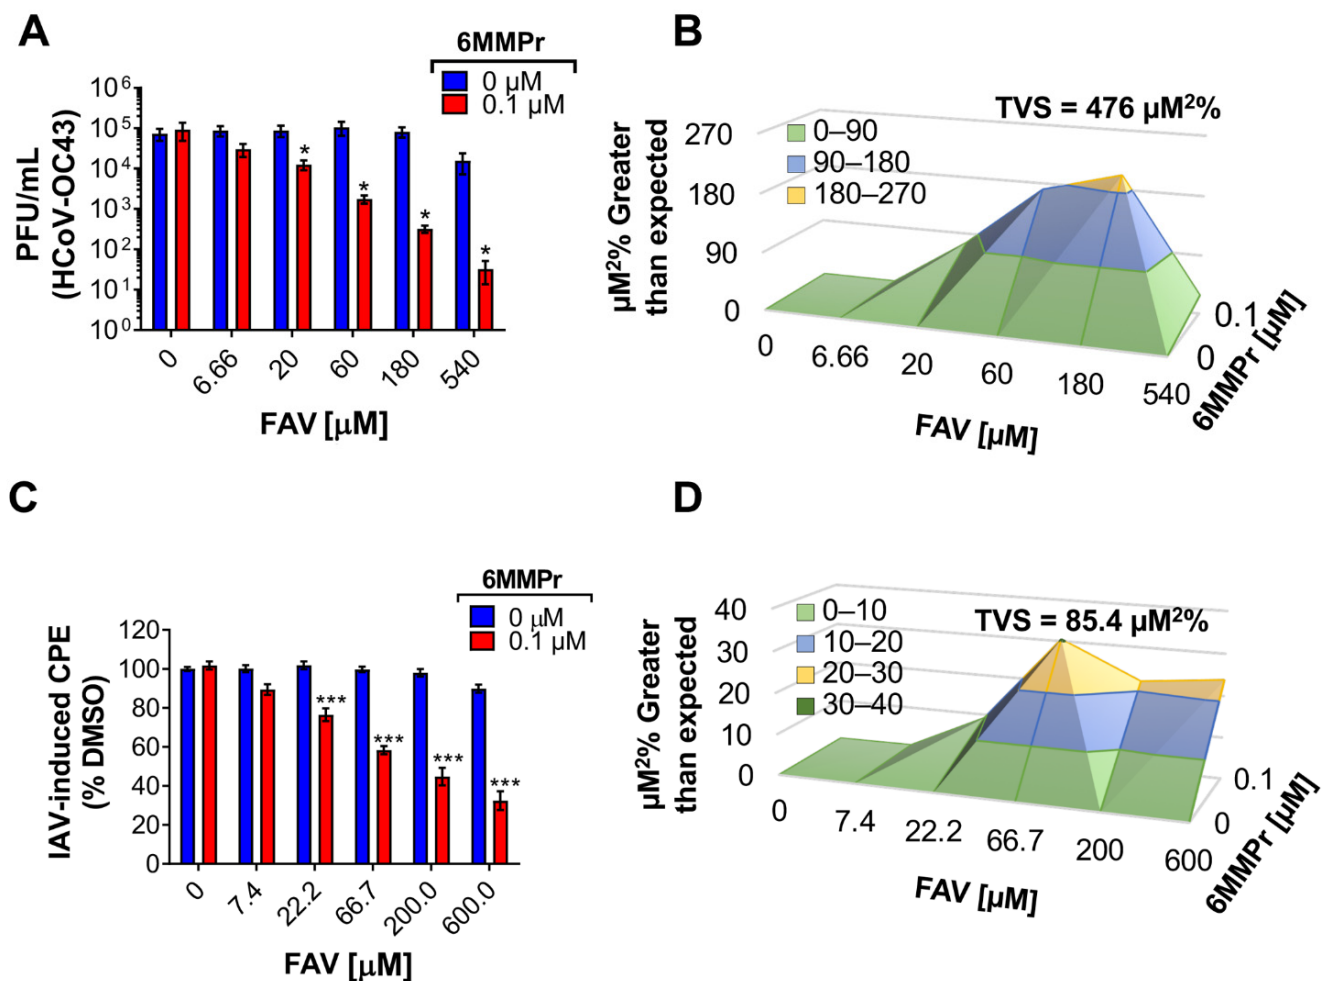 A
6MMPr
0 µM
0.1 µM
10⁶
10⁵
10⁴
10³
10²
10¹
10⁰
PFU/mL
(HCoV-OC43)
*
*
*
*
0
6.66
20
60
180
540
FAV [µM]
B
TVS = 476 µM²%
0–90
90–180
180–270
270
180
90
0
µM²% Greater
than expected
0
6.66
20
60
180
540
FAV [µM]
0.1
0
6MMPr [µM]
C
6MMPr
0 µM
0.1 µM
120
100
80
60
40
20
0
IAV-induced CPE
(% DMSO)
***
***
***
***
0
7.4
22.2
66.7
200.0
600.0
FAV [µM]
D
TVS = 85.4 µM²%
0–10
10–20
20–30
30–40
40
30
20
10
0
µM²% Greater
than expected
0
7.4
22.2
66.7
200
600
FAV [µM]
0.1
0
6MMPr [µM]